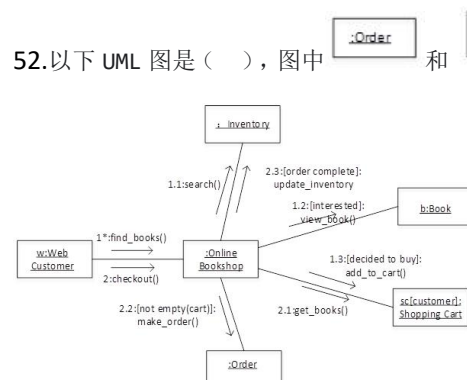 :Order
52.以下 UML 图是（ ），图中 和
: Inventory
1.1:search()
2.3:[order complete]:
update_inventory
1.2:[interested]:
view_book()
b:Book
w:Web
Customer
1*:find_books()
2:checkout()
:Online
Bookshop
1.3:[decided to buy]:
add_to_cart()
2.2:[not empty(cart)]:
make_order()
2.1:get_books()
sc[customer]:
Shopping Cart
:Order